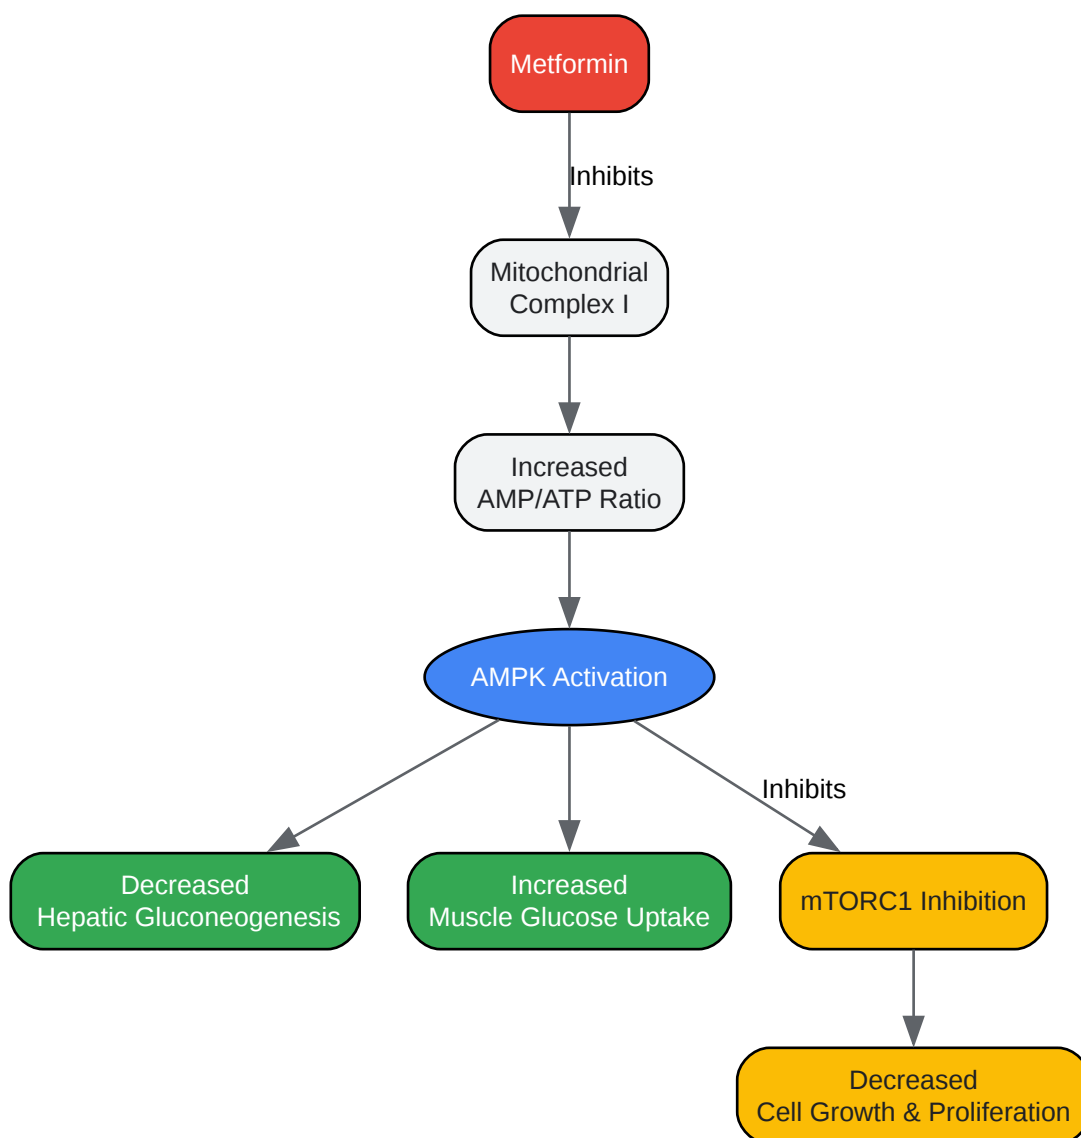 Metformin
Inhibits
Mitochondrial
Complex I
Increased
AMP/ATP Ratio
AMPK Activation
Inhibits
Decreased
Hepatic Gluconeogenesis
Increased
Muscle Glucose Uptake
mTORC1 Inhibition
Decreased
Cell Growth & Proliferation